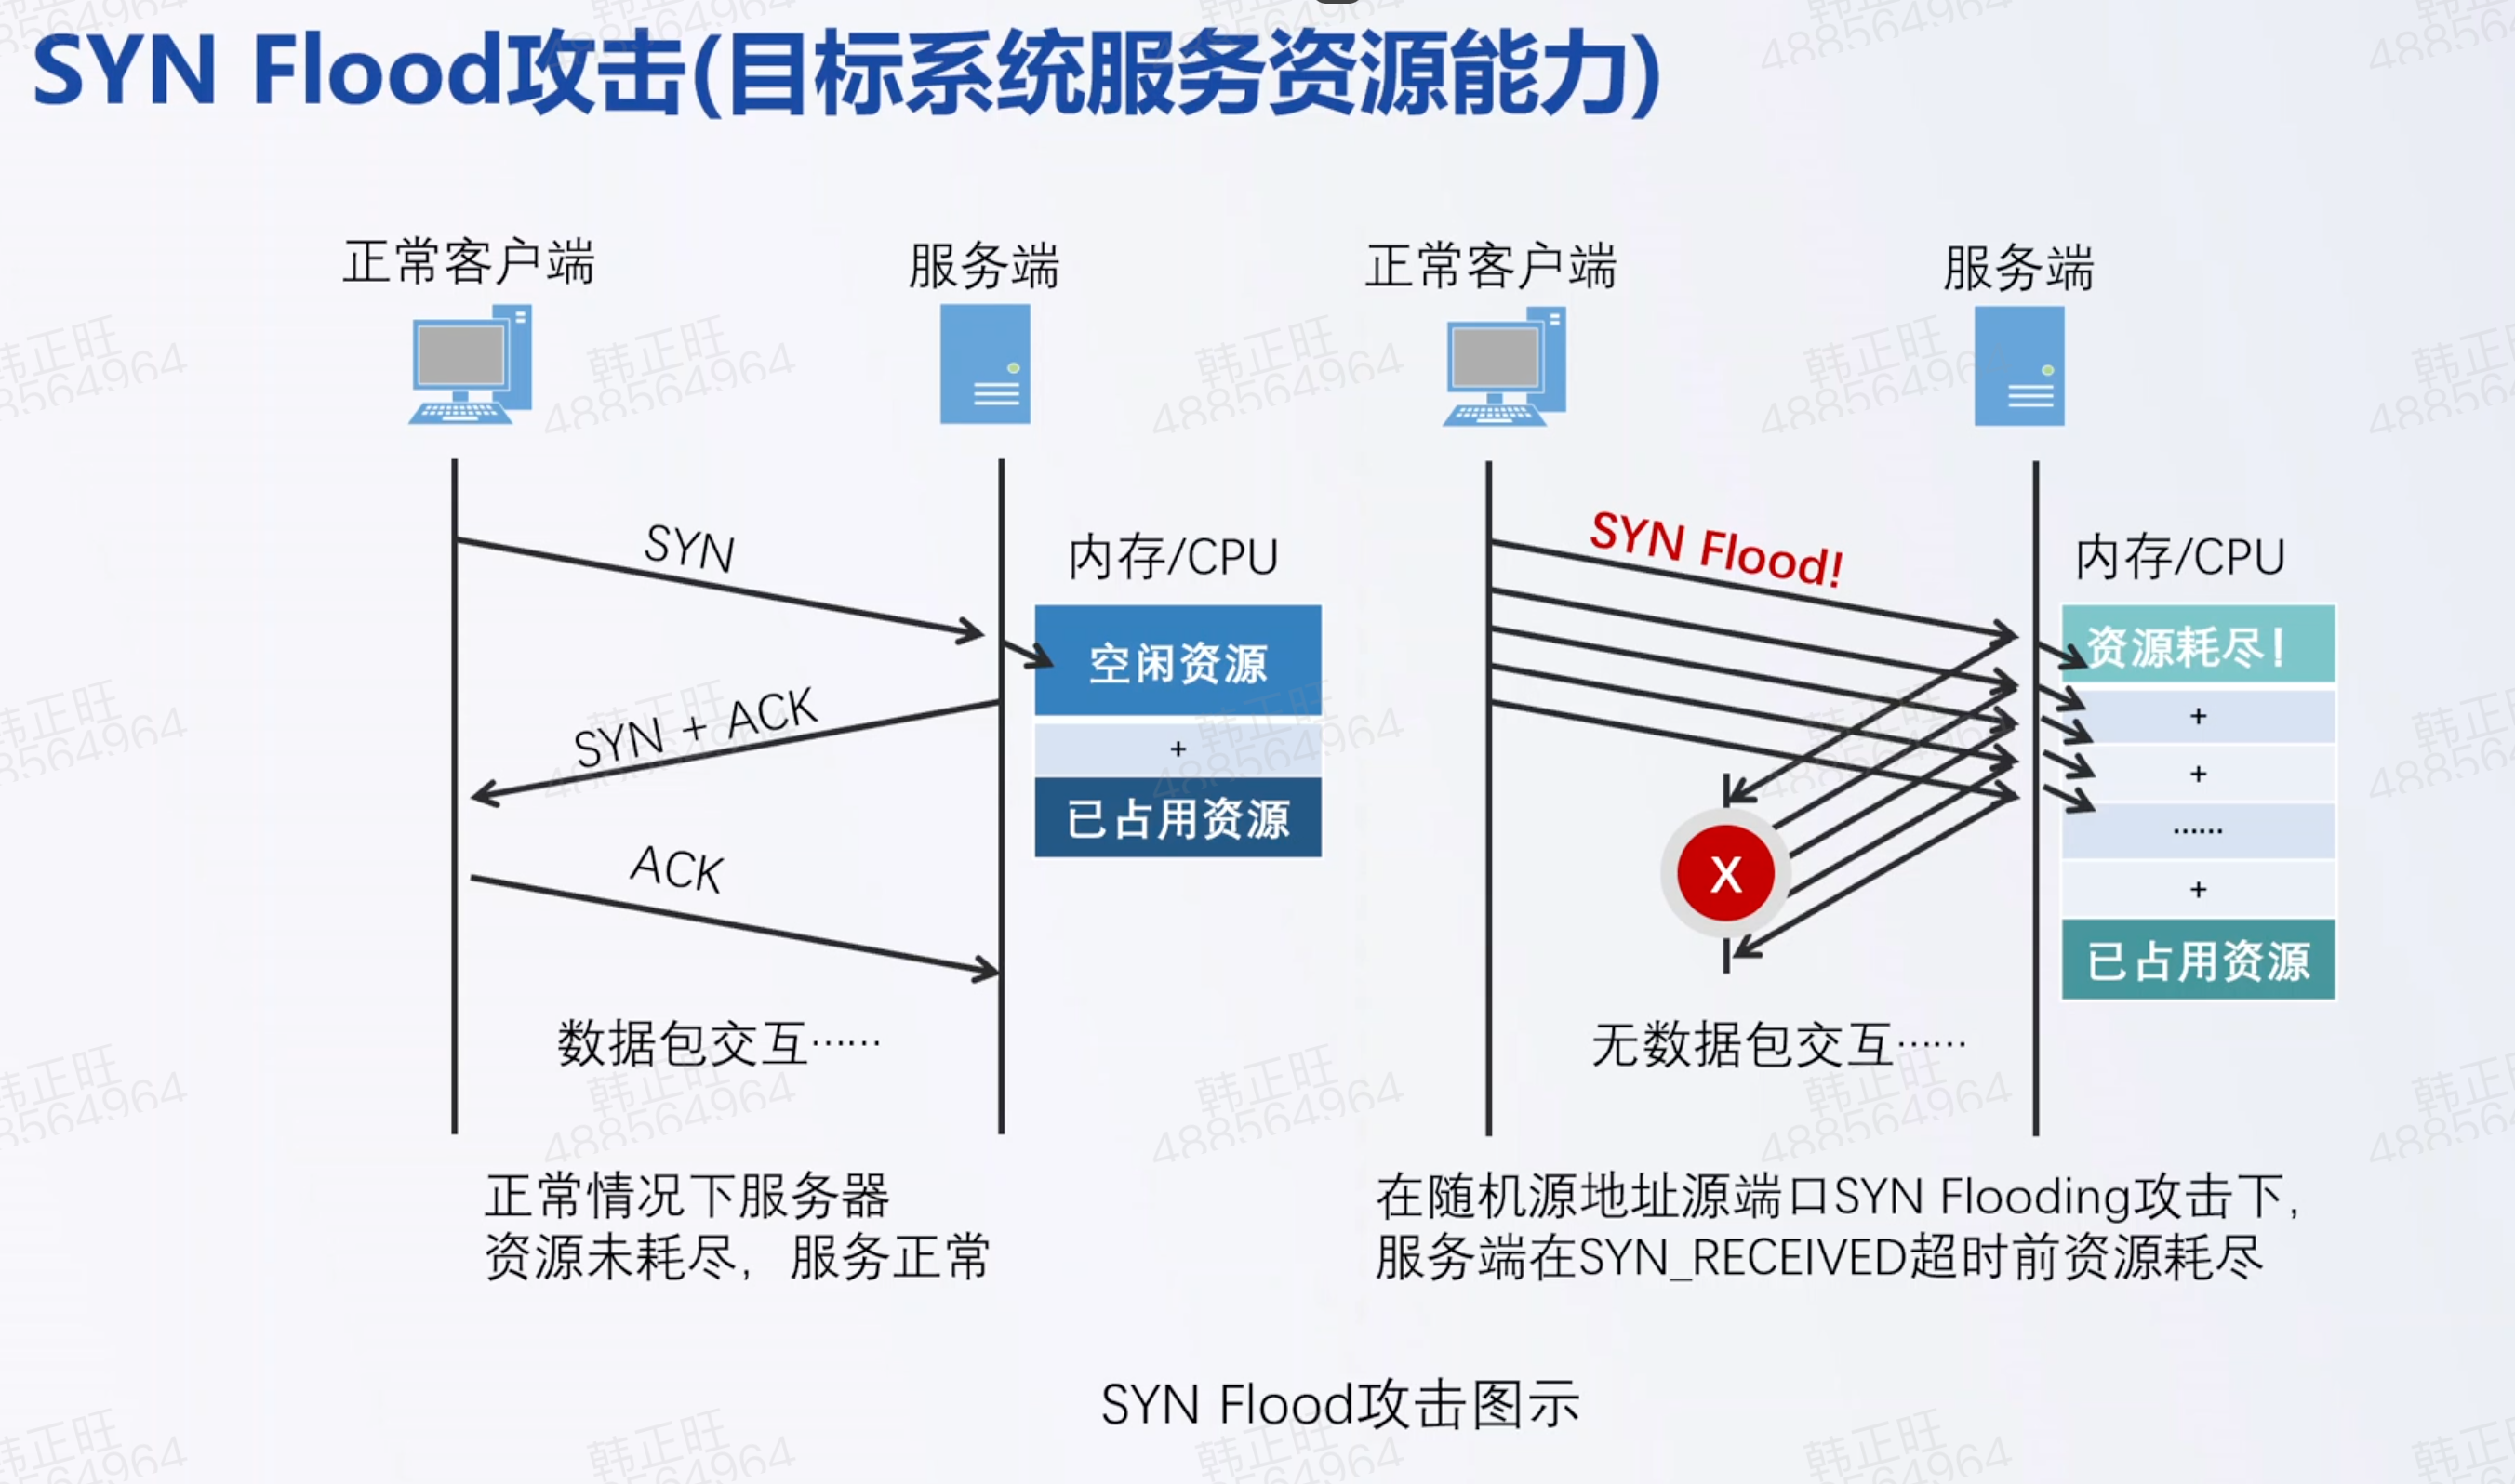 SYN Flood攻击(目标系统服务资源能力)
正常客户端
服务端
SYN
内存/CPU
空闲资源
SYN + ACK
+
已占用资源
ACK
数据包交互……
正常情况下服务器
资源未耗尽，服务正常
正常客户端
服务端
SYN Flood!
内存/CPU
资源耗尽！
+
+
……
+
已占用资源
X
无数据包交互……
在随机源地址源端口SYN Flooding攻击下，
服务端在SYN_RECEIVED超时前资源耗尽
SYN Flood攻击图示
韩正旺
488564964